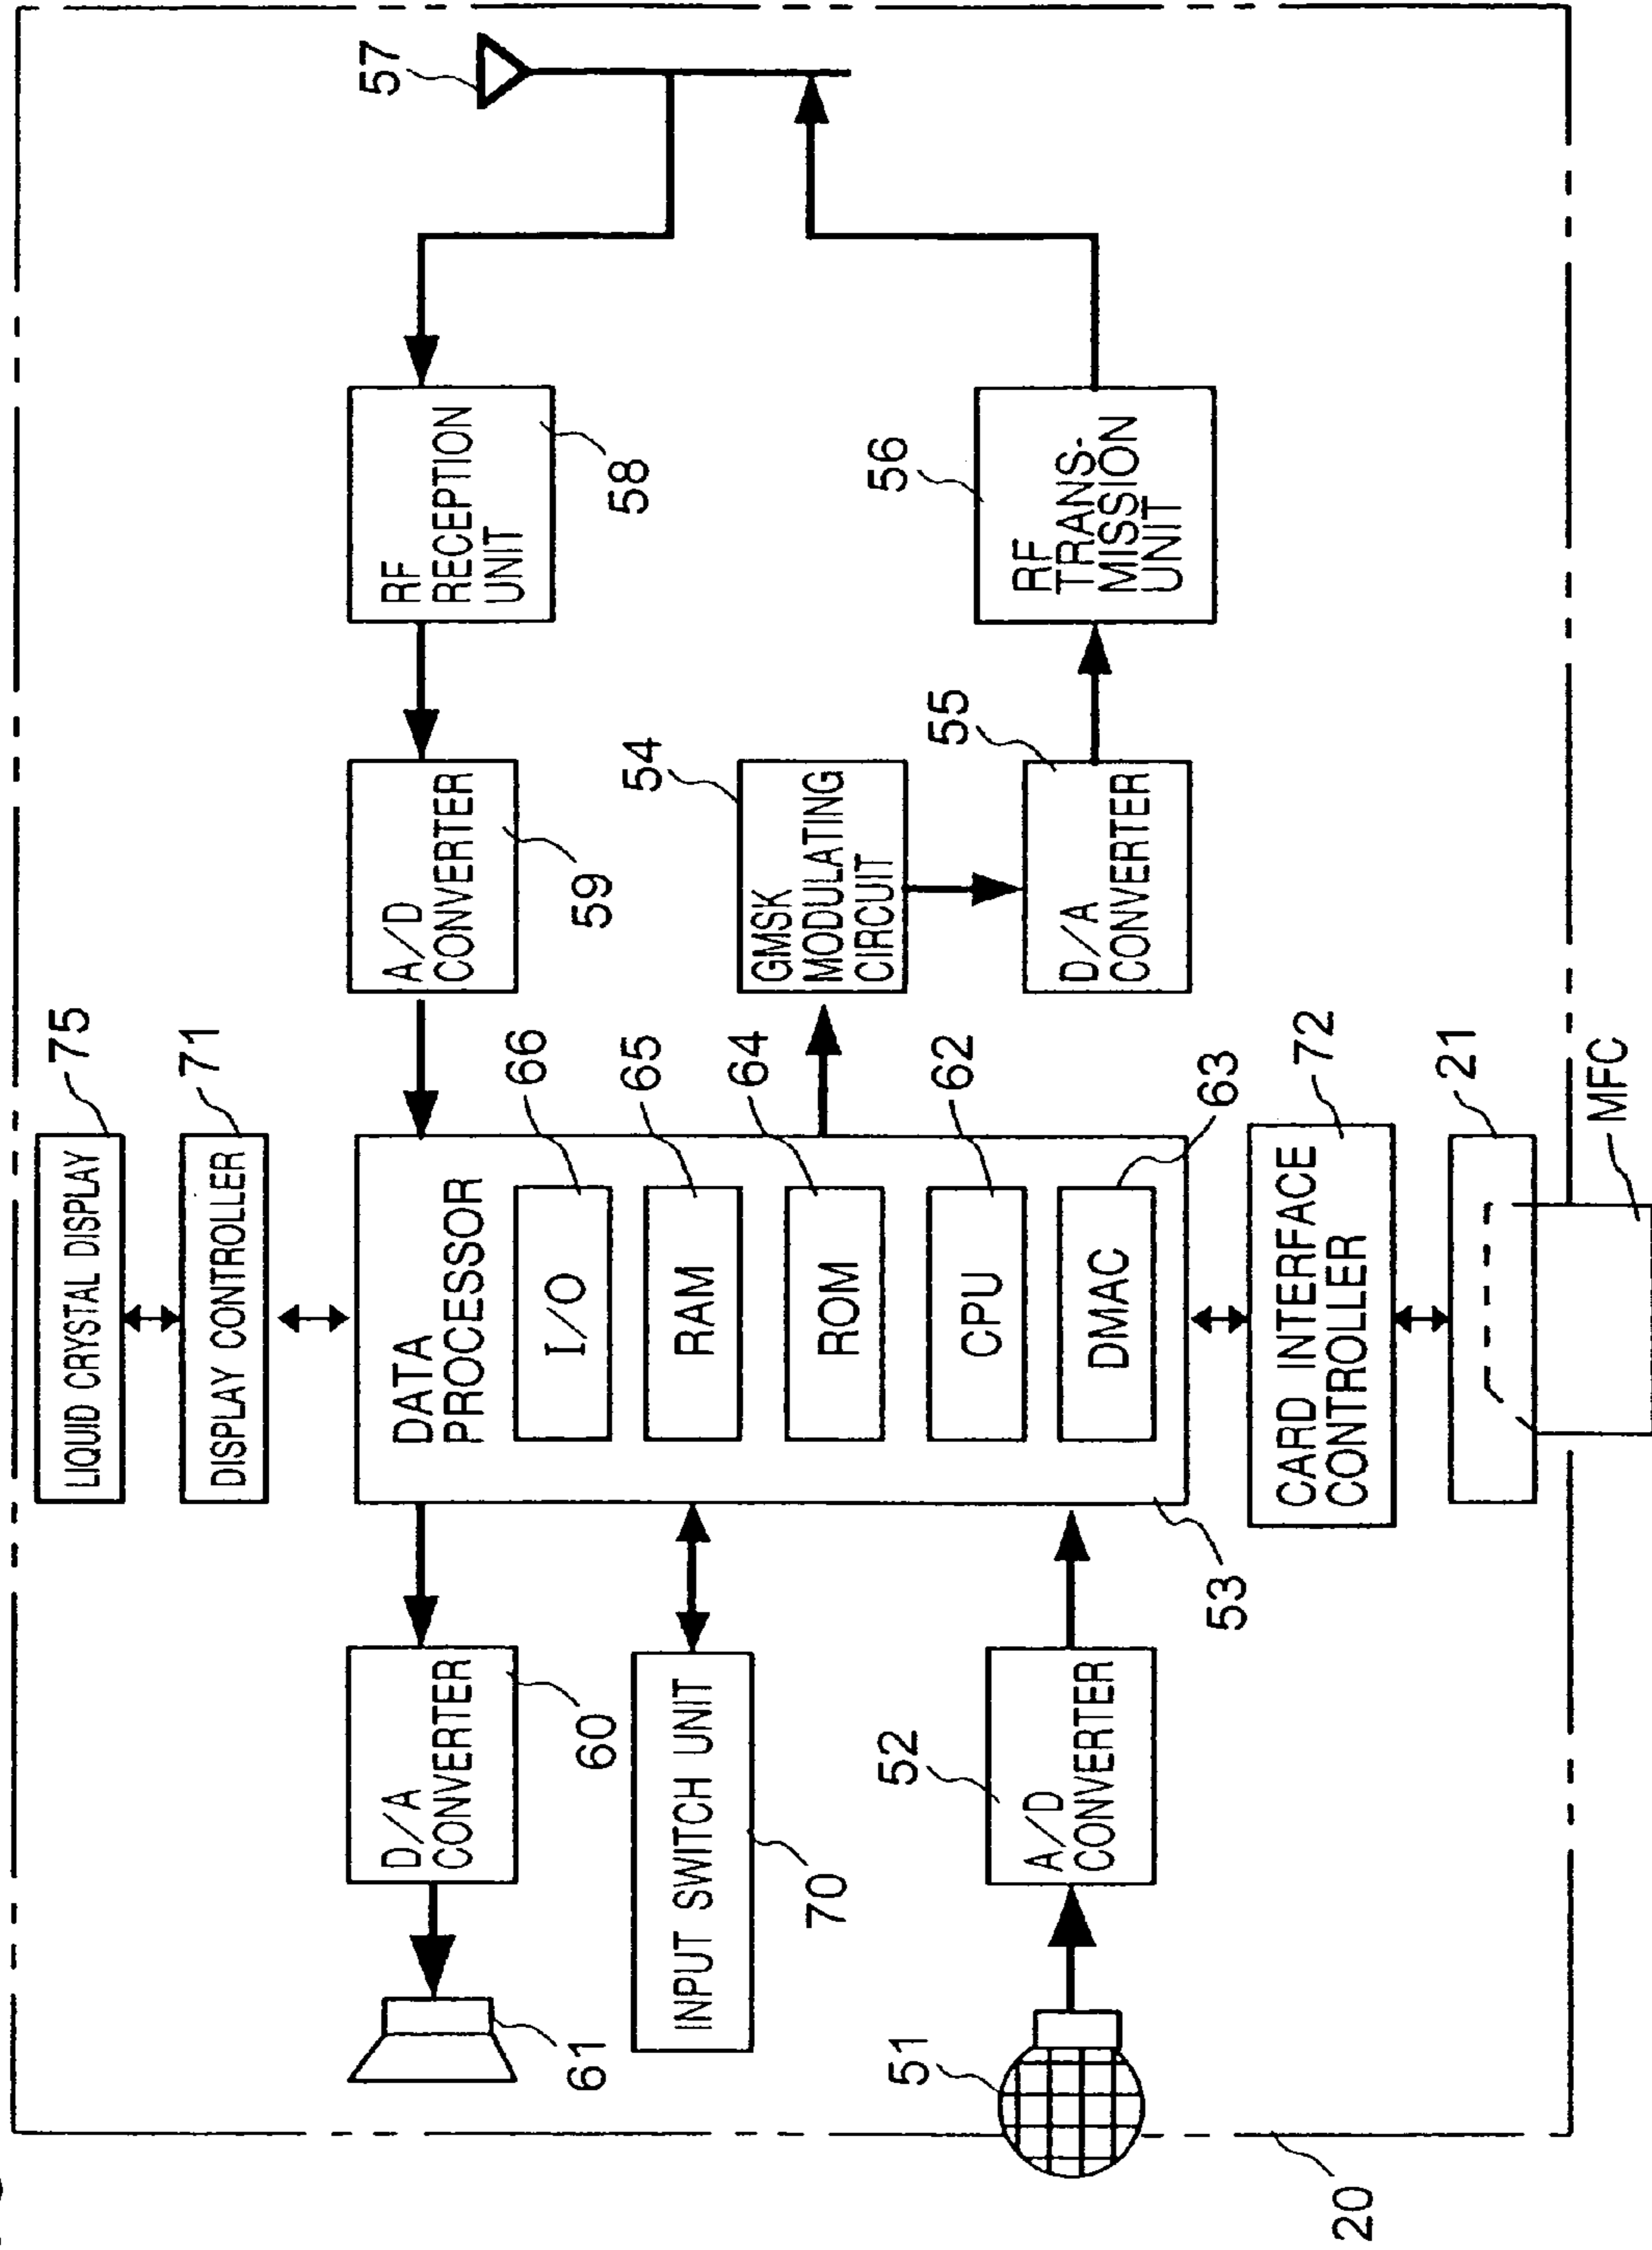 LIQUID CRYSTAL DISPLAY
75
DISPLAY CONTROLLER
71
57
D/A
CONVERTER
60
61
DATA
PROCESSOR
A/D
CONVERTER
59
RF
RECEPTION
UNIT
58
I/O
66
RAM
65
ROM
64
CPU
62
DMAC
63
53
INPUT SWITCH UNIT
70
GMSK
MODULATING
CIRCUIT
54
51
A/D
CONVERTER
52
D/A
CONVERTER
55
RF
TRANS-
MISSION
UNIT
56
CARD INTERFACE
CONTROLLER
72
21
MFC
20